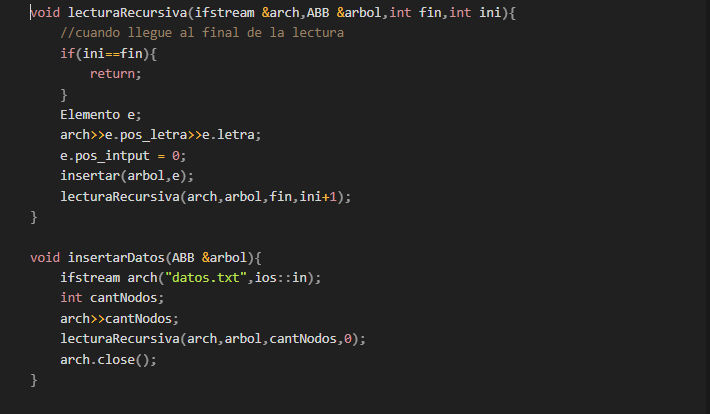 void lecturaRecursiva(ifstream &arch,ABB &arbol,int fin,int ini){
    //cuando llegue al final de la lectura
    if(ini==fin){
        return;
    }
    Elemento e;
    arch>>e.pos_letra>>e.letra;
    e.pos_intput = 0;
    insertar(arbol,e);
    lecturaRecursiva(arch,arbol,fin,ini+1);
}

void insertarDatos(ABB &arbol){
    ifstream arch("datos.txt",ios::in);
    int cantNodos;
    arch>>cantNodos;
    lecturaRecursiva(arch,arbol,cantNodos,0);
    arch.close();
}